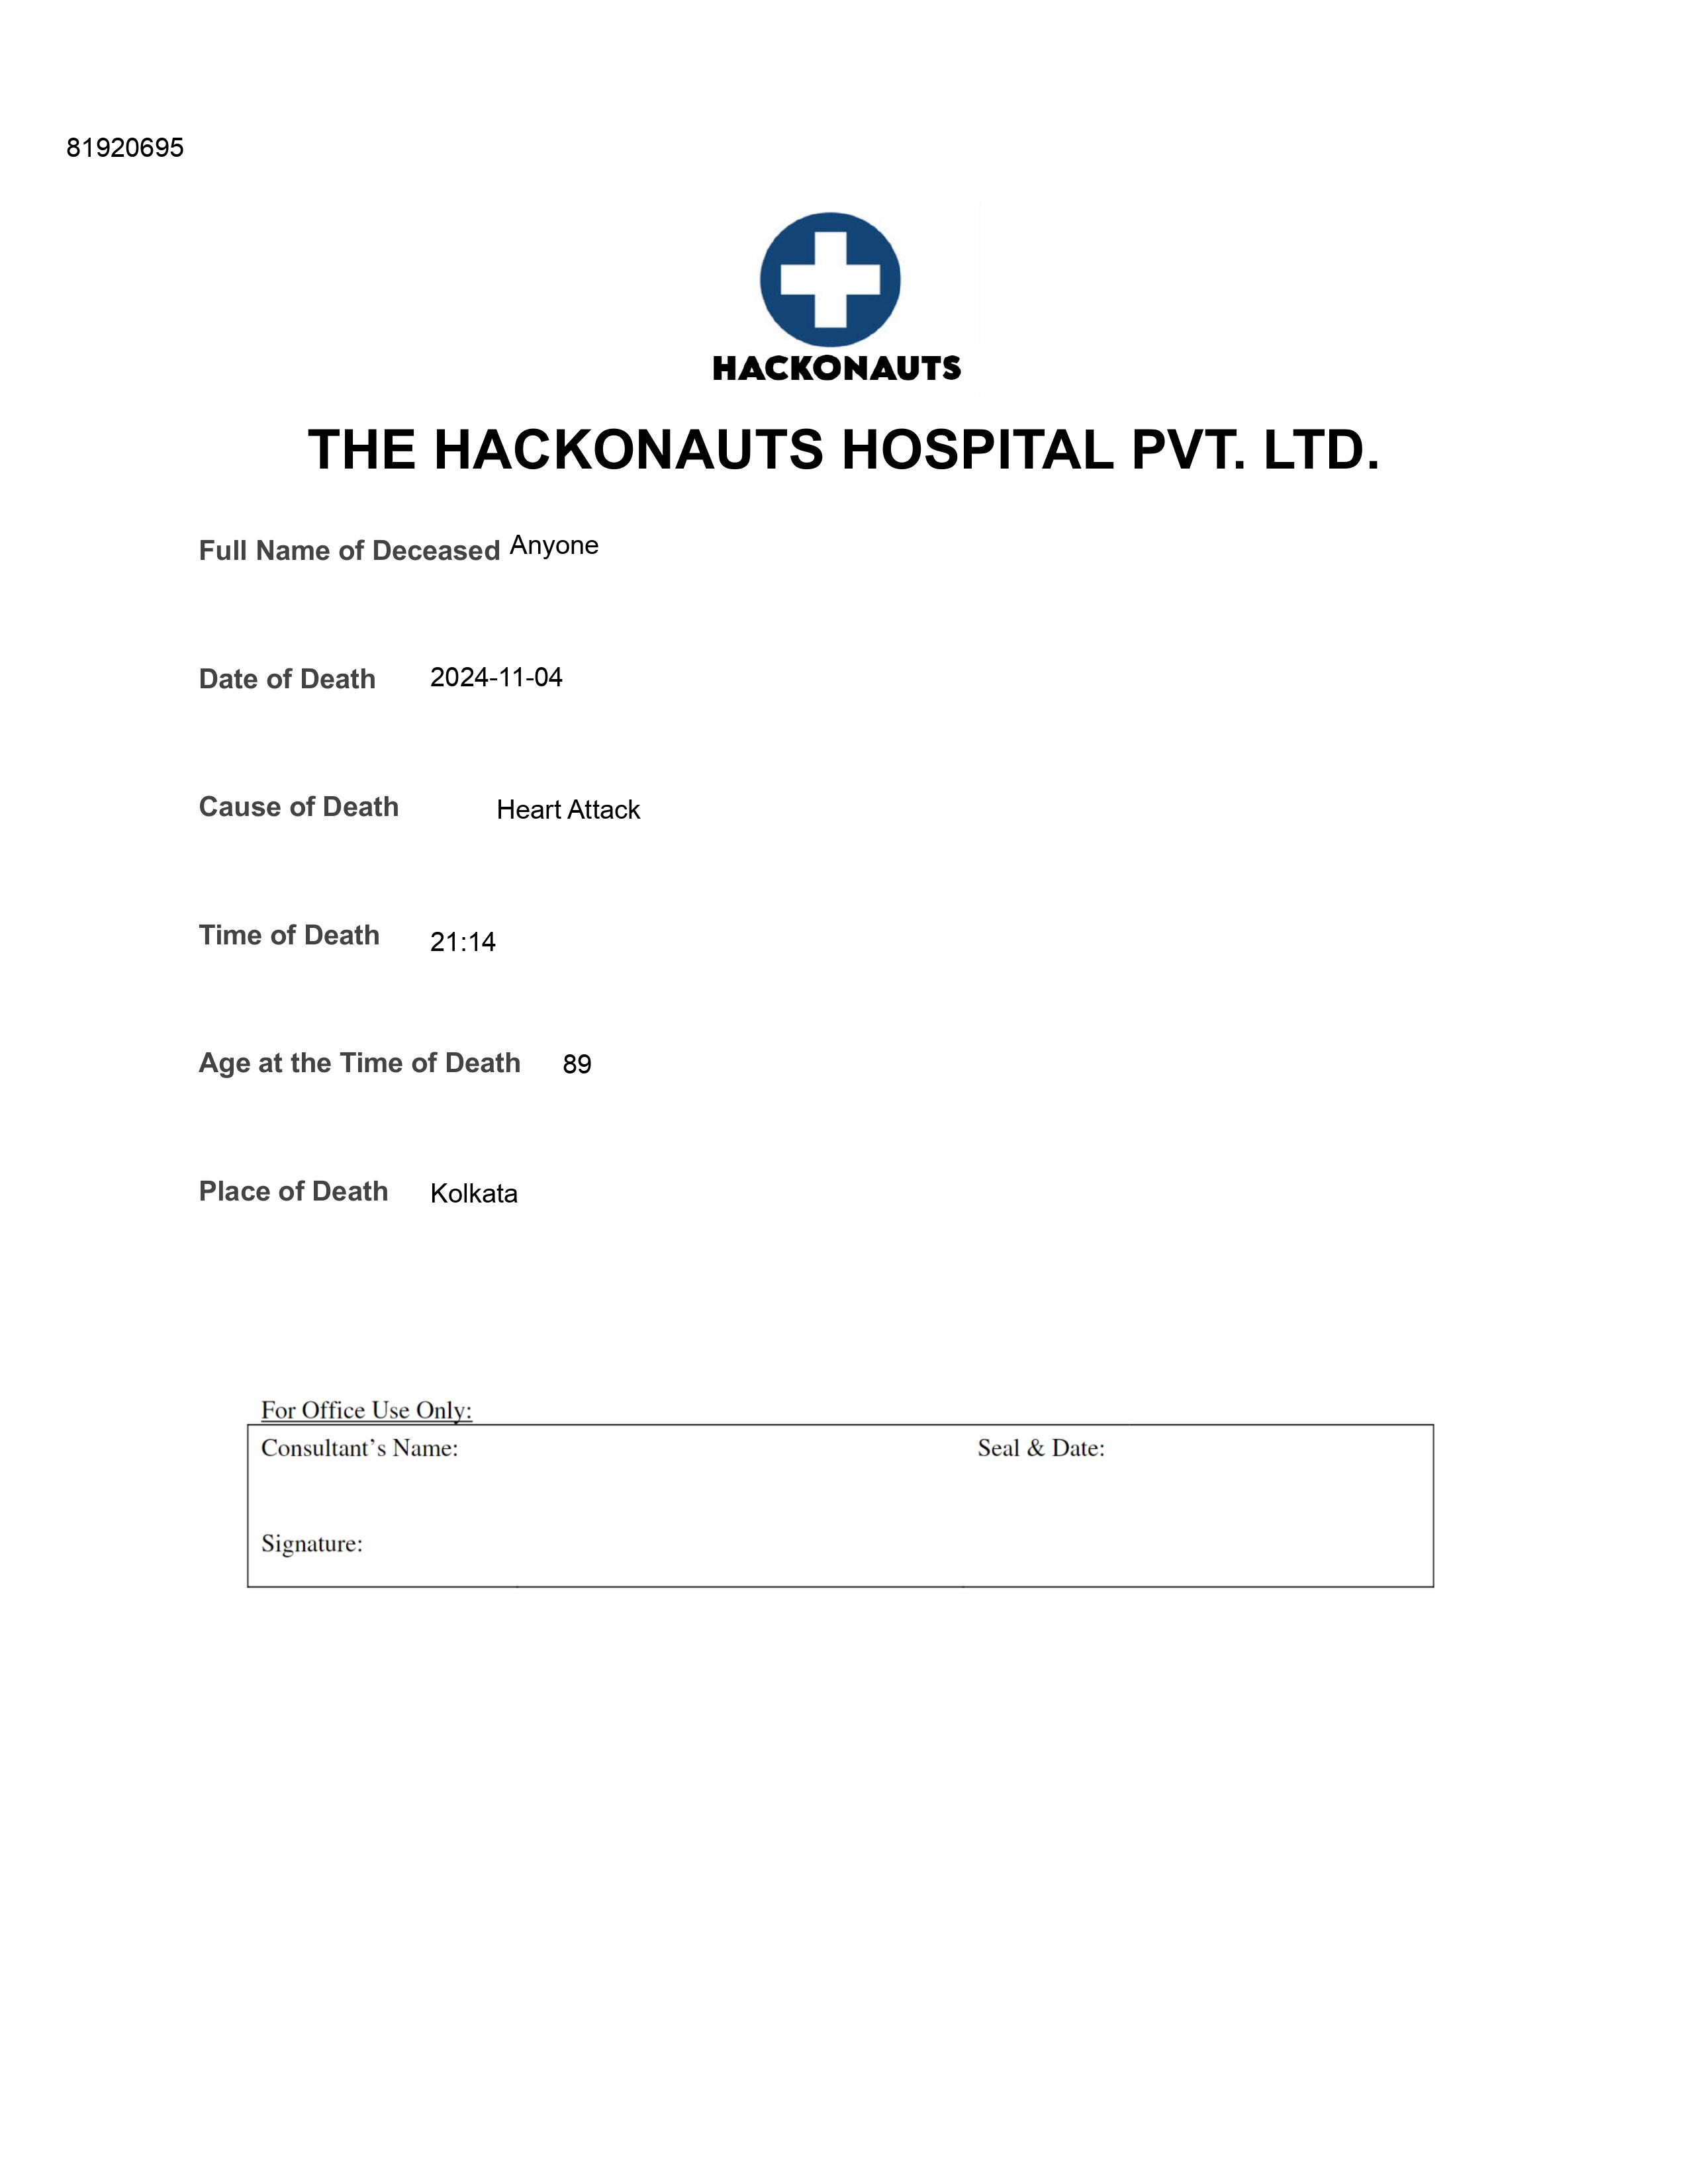 81920695
HACKONAUTS
THE HACKONAUTS HOSPITAL PVT. LTD.
Full Name of Deceased Anyone
Date of Death 2024-11-04
Cause of Death Heart Attack
Time of Death 21:14
Age at the Time of Death 89
Place of Death Kolkata
For Office Use Only:
Consultant's Name: Seal & Date:
Signature: